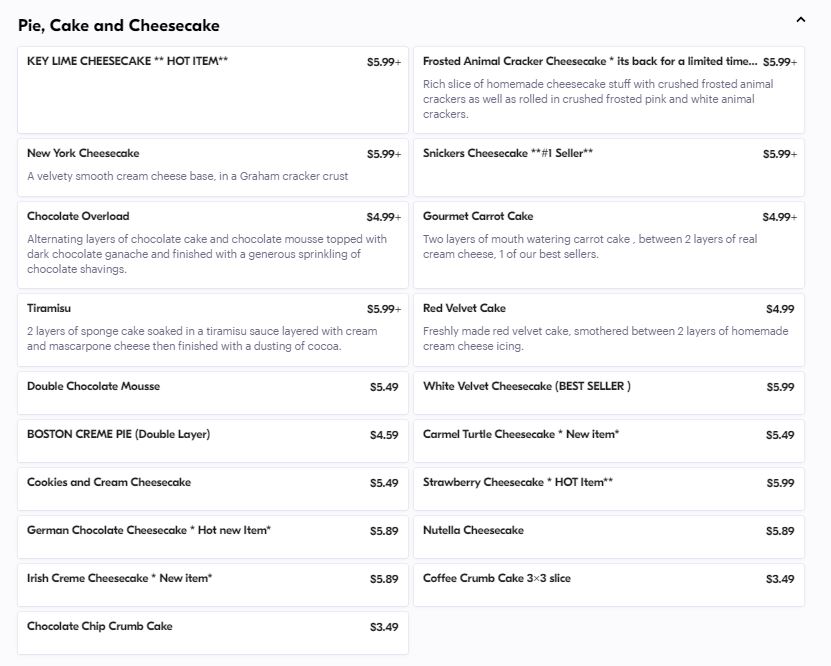 Pie, Cake and Cheesecake
KEY LIME CHEESECAKE ** HOT ITEM** $5.99+
Frosted Animal Cracker Cheesecake * its back for a limited time... $5.99+
Rich slice of homemade cheesecake stuff with crushed frosted animal
crackers as well as rolled in crushed frosted pink and white animal
crackers.
New York Cheesecake $5.99+
A velvety smooth cream cheese base, in a Graham cracker crust
Snickers Cheesecake **#1 Seller** $5.99+
Chocolate Overload $4.99+
Alternating layers of chocolate cake and chocolate mousse topped with
dark chocolate ganache and finished with a generous sprinkling of
chocolate shavings.
Gourmet Carrot Cake $4.99+
Two layers of mouth watering carrot cake , between 2 layers of real
cream cheese, 1 of our best sellers.
Tiramisu $5.99+
2 layers of sponge cake soaked in a tiramisu sauce layered with cream
and mascarpone cheese then finished with a dusting of cocoa.
Red Velvet Cake $4.99
Freshly made red velvet cake, smothered between 2 layers of homemade
cream cheese icing.
Double Chocolate Mousse $5.49
White Velvet Cheesecake (BEST SELLER ) $5.99
BOSTON CREME PIE (Double Layer) $4.59
Carmel Turtle Cheesecake * New item* $5.49
Cookies and Cream Cheesecake $5.49
Strawberry Cheesecake * HOT Item** $5.99
German Chocolate Cheesecake * Hot new Item* $5.89
Nutella Cheesecake $5.89
Irish Creme Cheesecake * New item* $5.89
Coffee Crumb Cake 3×3 slice $3.49
Chocolate Chip Crumb Cake $3.49